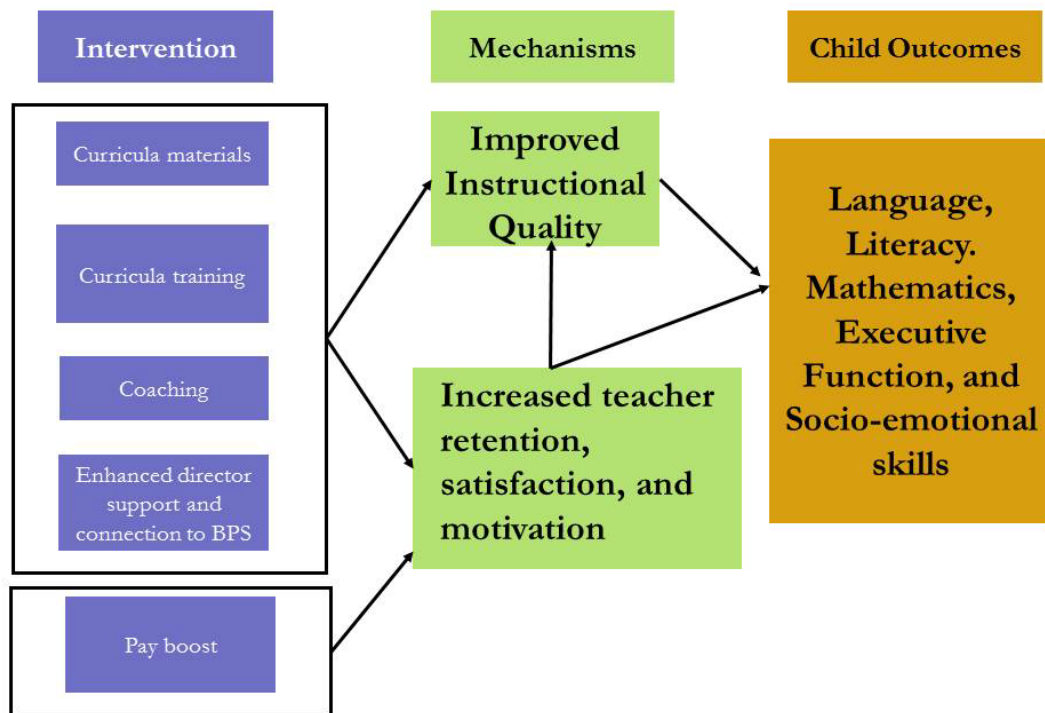 Intervention
Mechanisms
Child Outcomes
Curricula materials
Curricula training
Coaching
Enhanced director
support and
connection to BPS
Pay boost
Improved
Instructional
Quality
Increased teacher
retention,
satisfaction, and
motivation
Language,
Literacy.
Mathematics,
Executive
Function, and
Socio-emotional
skills